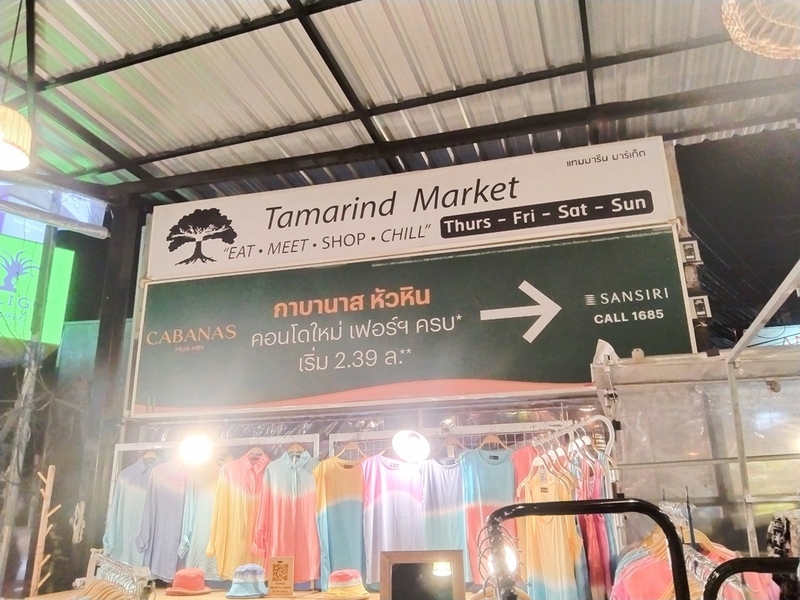 แทมมารีน มาร์เก็ต
Tamarind Market
"EAT • MEET • SHOP • CHILL"
Thurs - Fri - Sat - Sun
CABANAS
HUA HIN
กาบานาส หัวหิน
คอนโดใหม่ เฟอร์ฯ ครบ*
เริ่ม 2.39 ล.**
SANSIRI
CALL 1685